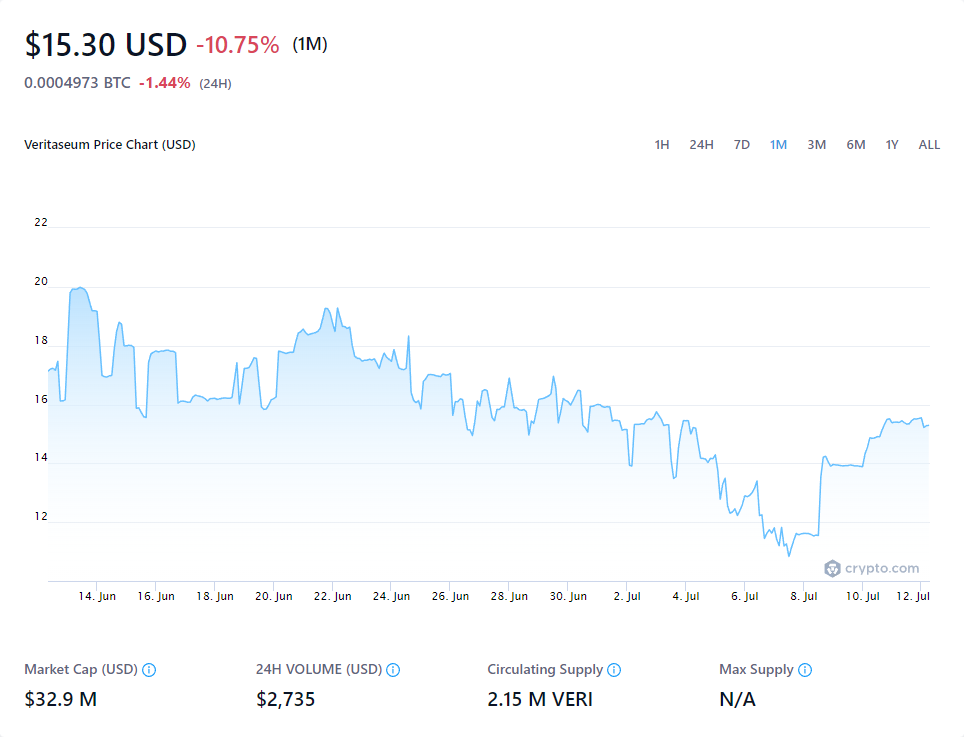 $15.30 USD -10.75% (1M)
0.0004973 BTC -1.44% (24H)
Veritaseum Price Chart (USD) 1H 24H 7D 1M 3M 6M 1Y ALL
22
20
18
16
14
12
crypto.com
14. Jun 16. Jun 18. Jun 20. Jun 22. Jun 24. Jun 26. Jun 28. Jun 30. Jun 2. Jul 4. Jul 6. Jul 8. Jul 10. Jul 12. Jul
Market Cap (USD) 24H VOLUME (USD) Circulating Supply Max Supply
$32.9 M $2,735 2.15 M VERI N/A